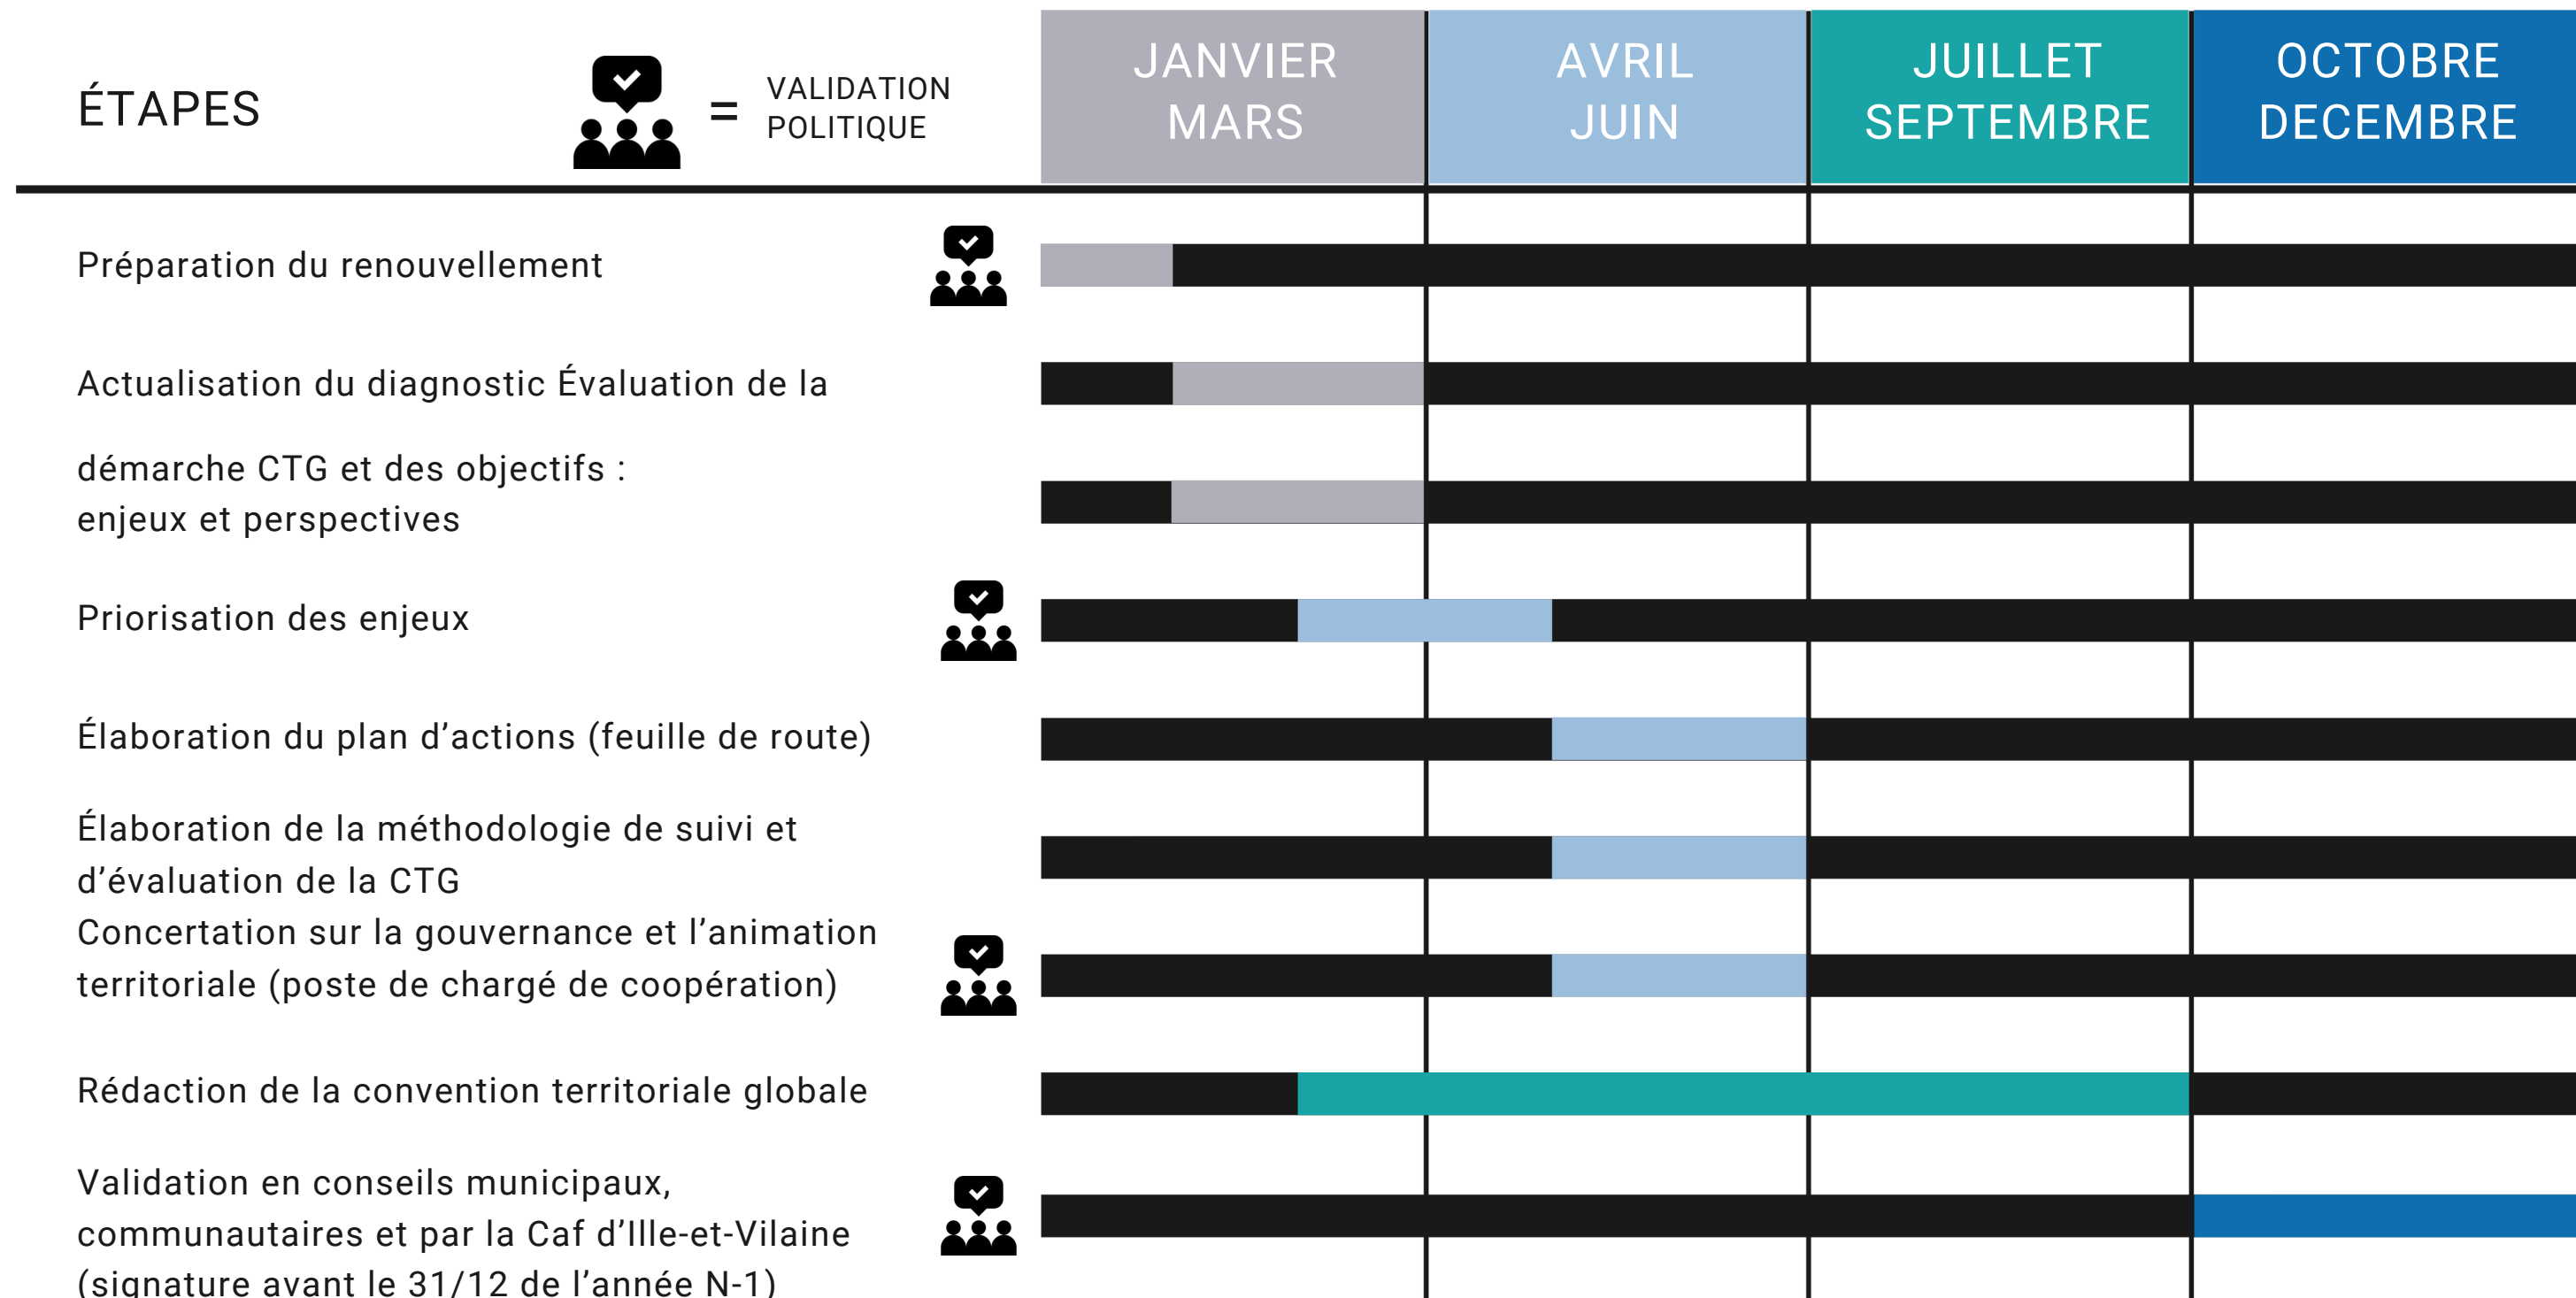 ÉTAPES
=
VALIDATION
POLITIQUE
JANVIER
MARS
AVRIL
JUIN
JUILLET
SEPTEMBRE
OCTOBRE
DECEMBRE
Préparation du renouvellement
Actualisation du diagnostic Évaluation de la
démarche CTG et des objectifs :
enjeux et perspectives
Priorisation des enjeux
Élaboration du plan d’actions (feuille de route)
Élaboration de la méthodologie de suivi et
d’évaluation de la CTG
Concertation sur la gouvernance et l’animation
territoriale (poste de chargé de coopération)
Rédaction de la convention territoriale globale
Validation en conseils municipaux,
communautaires et par la Caf d’Ille-et-Vilaine
(signature avant le 31/12 de l’année N-1)